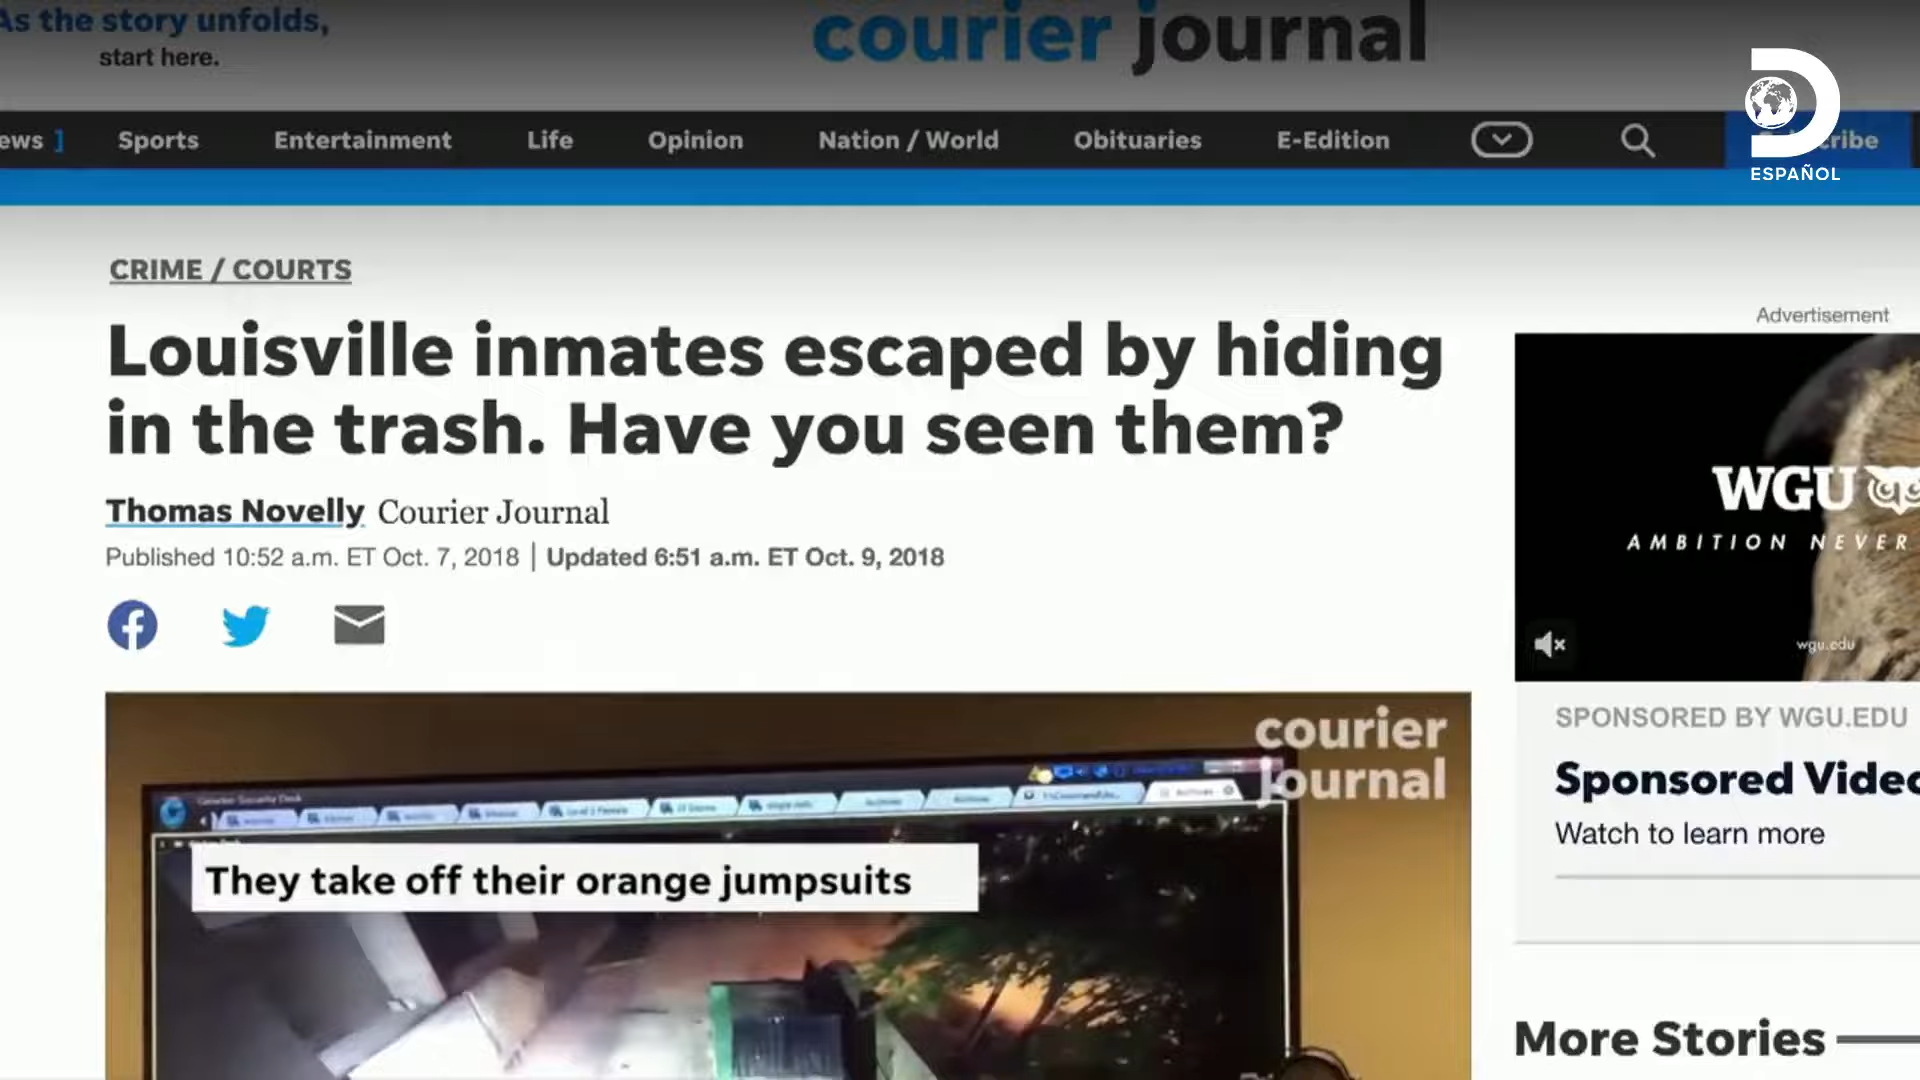 As the story unfolds,
start here.
courier journal
ews ]
Sports
Entertainment
Life
Opinion
Nation / World
Obituaries
E-Edition
cribe
ESPAÑOL
CRIME / COURTS
Louisville inmates escaped by hiding
in the trash. Have you seen them?
Thomas Novelly Courier Journal
Published 10:52 a.m. ET Oct. 7, 2018 | Updated 6:51 a.m. ET Oct. 9, 2018
Advertisement
WGU
AMBITION NEVER
wgu.edu
SPONSORED BY WGU.EDU
Sponsored Video
Watch to learn more
courier
journal
They take off their orange jumpsuits
More Stories